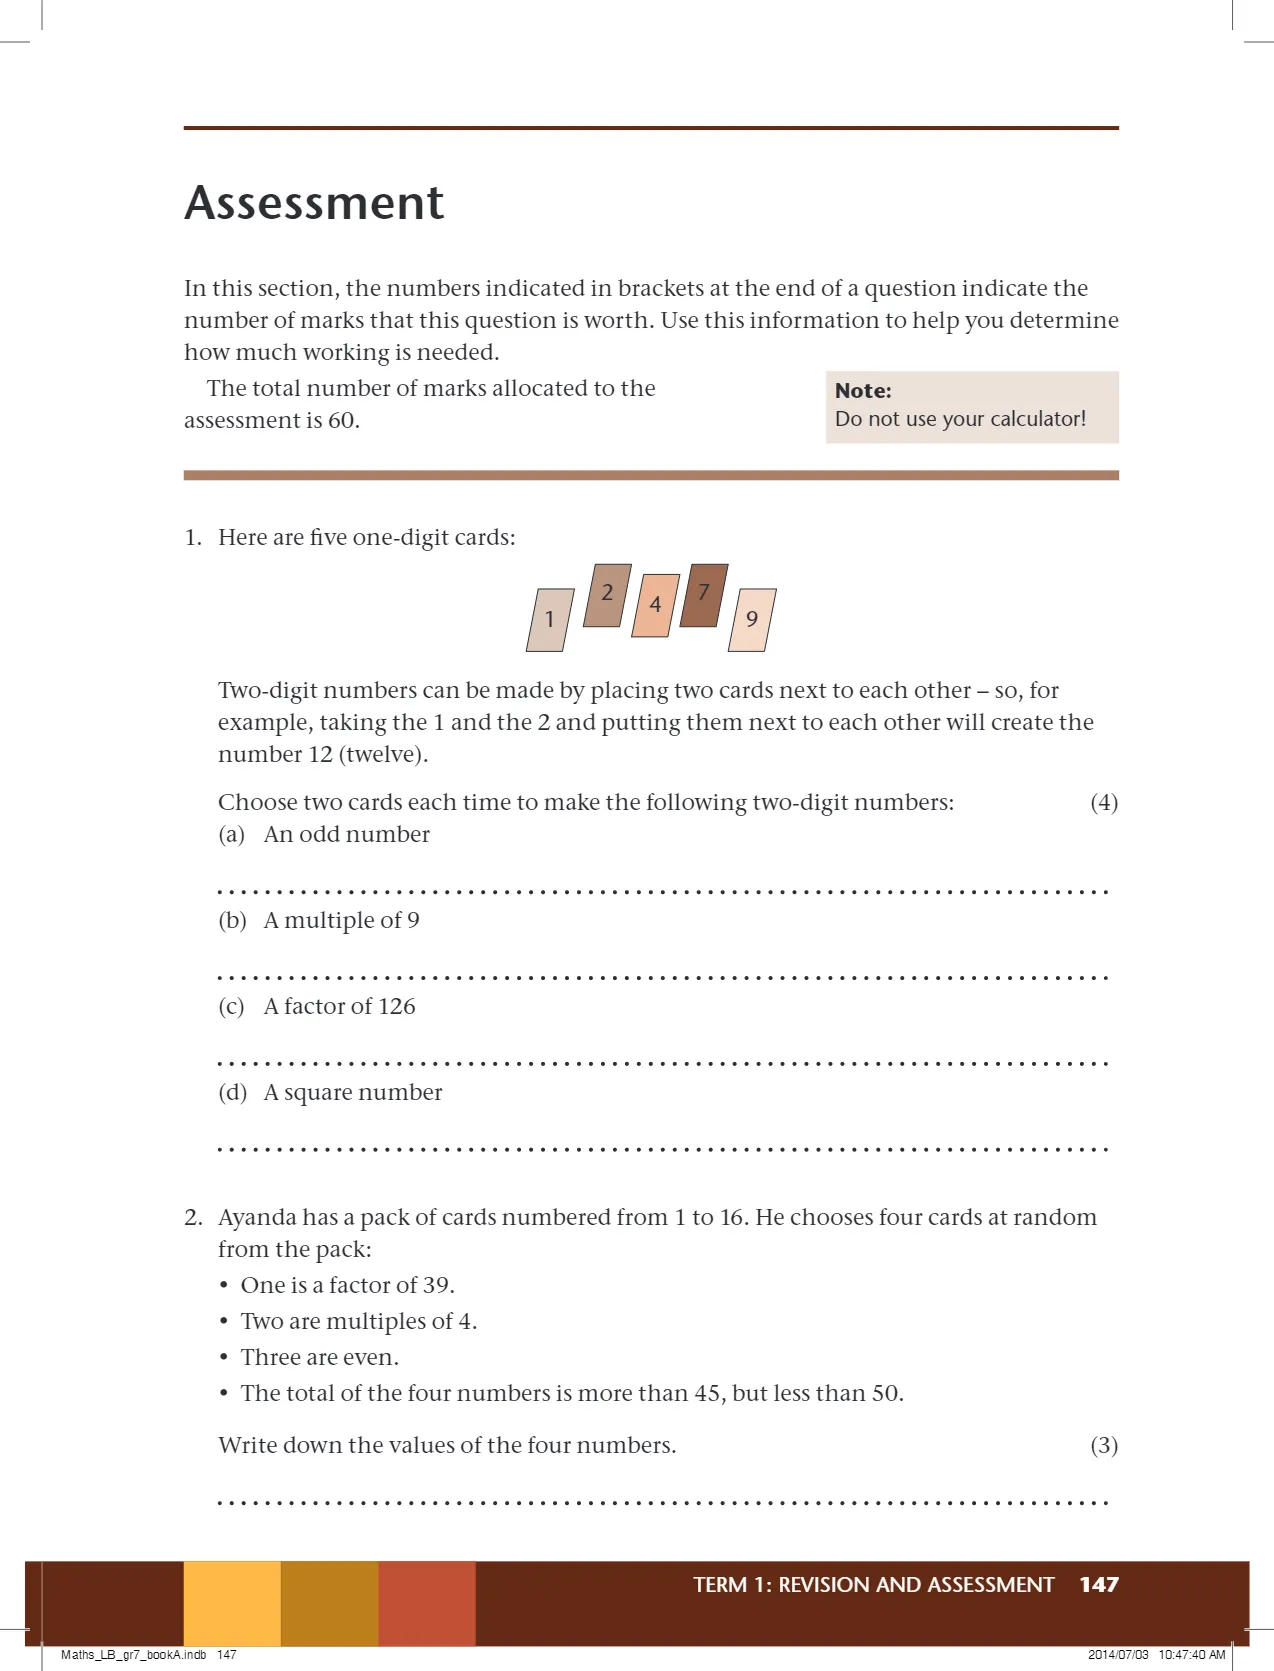 Assessment
In this section, the numbers indicated in brackets at the end of a question indicate the
number of marks that this question is worth. Use this information to help you determine
how much working is needed.
The total number of marks allocated to the
assessment is 60.
Note:
Do not use your calculator!
1. Here are five one-digit cards:
1 2 4 7 9
Two-digit numbers can be made by placing two cards next to each other – so, for
example, taking the 1 and the 2 and putting them next to each other will create the
number 12 (twelve).
Choose two cards each time to make the following two-digit numbers: (4)
(a) An odd number
(b) A multiple of 9
(c) A factor of 126
(d) A square number
2. Ayanda has a pack of cards numbered from 1 to 16. He chooses four cards at random
from the pack:
• One is a factor of 39.
• Two are multiples of 4.
• Three are even.
• The total of the four numbers is more than 45, but less than 50.
Write down the values of the four numbers. (3)
TERM 1: REVISION AND ASSESSMENT 147
Maths_LB_gr7_bookA.indb 147 2014/07/03 10:47:40 AM